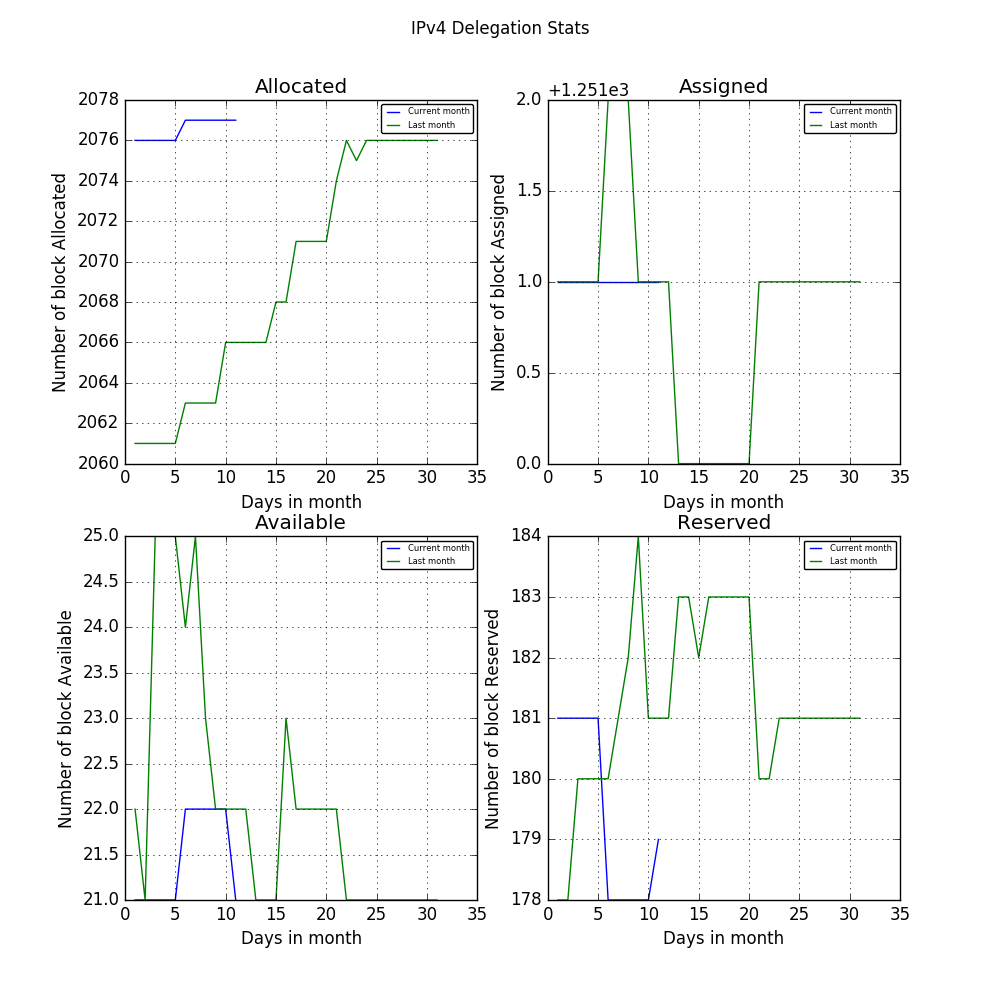 IPv4 Delegation Stats
Allocated
Number of block Allocated
2078
2076
2074
2072
2070
2068
2066
2064
2062
2060
0 5 10 15 20 25 30 35
Days in month
Current month
Last month
+1.251e3
Assigned
Number of block Assigned
2.0
1.5
1.0
0.5
0.0
0 5 10 15 20 25 30 35
Days in month
Current month
Last month
Available
Number of block Available
25.0
24.5
24.0
23.5
23.0
22.5
22.0
21.5
21.0
0 5 10 15 20 25 30 35
Days in month
Current month
Last month
Reserved
Number of block Reserved
184
183
182
181
180
179
178
0 5 10 15 20 25 30 35
Days in month
Current month
Last month